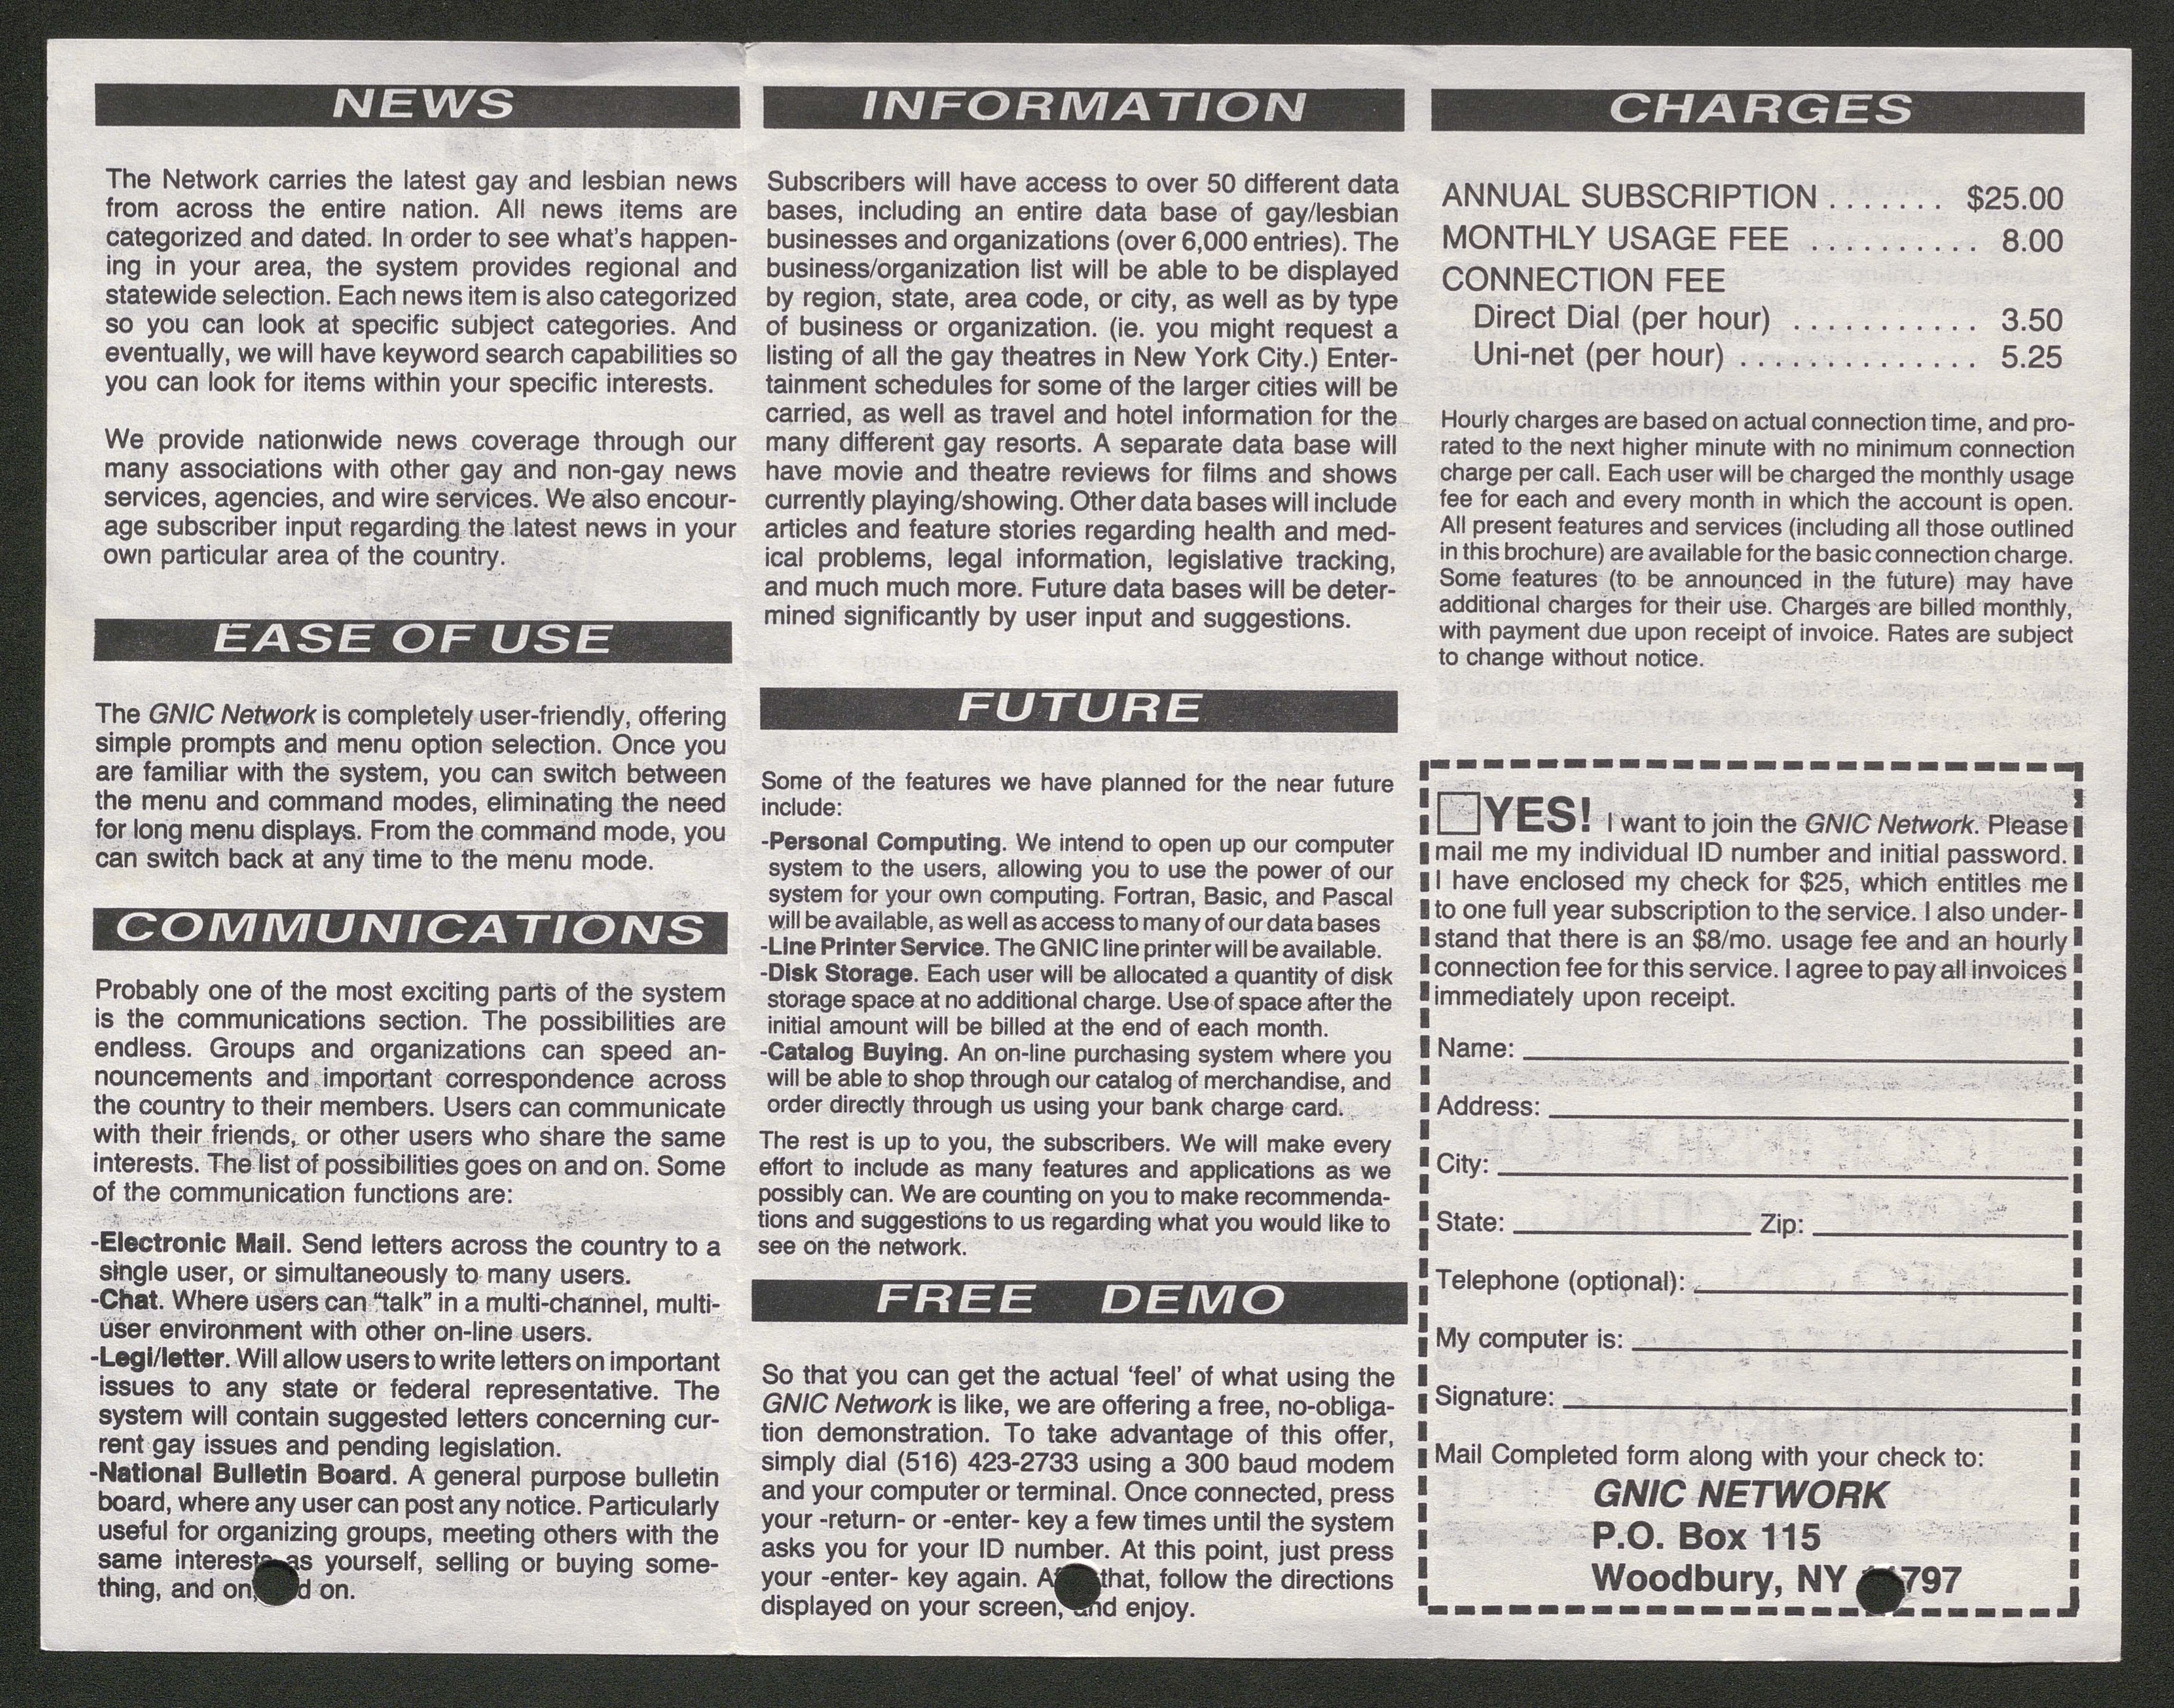 NEWS
The Network carries the latest gay and lesbian news
from across the entire nation. All news items are
categorized and dated. In order to see what's happen-
ing in your area, the system provides regional and
statewide selection. Each news item is also categorized
so you can look at specific subject categories. And
eventually, we will have keyword search capabilities so
you can look for items within your specific interests.
We provide nationwide news coverage through our
many associations with other gay and non-gay news
services, agencies, and wire services. We also encour-
age subscriber input regarding the latest news in your
own particular area of the country.
EASE OF USE
The GNIC Network is completely user-friendly, offering
simple prompts and menu option selection. Once you
are familiar with the system, you can switch between
the menu and command modes, eliminating the need
for long menu displays. From the command mode, you
can switch back at any time to the menu mode.
COMMUNICATIONS
Probably one of the most exciting parts of the system
is the communications section. The possibilities are
endless. Groups and organizations can speed an-
nouncements and important correspondence across
the country to their members. Users can communicate
with their friends, or other users who share the same
interests. The list of possibilities goes on and on. Some
of the communication functions are:
-Electronic Mail. Send letters across the country to a
single user, or simultaneously to many users.
-Chat. Where users can "talk" in a multi-channel, multi-
user environment with other on-line users.
-Legi/letter. Will allow users to write letters on important
issues to any state or federal representative. The
system will contain suggested letters concerning cur-
rent gay issues and pending legislation.
-National Bulletin Board. A general purpose bulletin
board, where any user can post any notice. Particularly
useful for organizing groups, meeting others with the
same interests as yourself, selling or buying some-
thing, and on, d on.
INFORMATION
Subscribers will have access to over 50 different data
bases, including an entire data base of gay/lesbian
businesses and organizations (over 6,000 entries). The
business/organization list will be able to be displayed
by region, state, area code, or city, as well as by type
of business or organization. (ie. you might request a
listing of all the gay theatres in New York City.) Enter-
tainment schedules for some of the larger cities will be
carried, as well as travel and hotel information for the
many different gay resorts. A separate data base will
have movie and theatre reviews for films and shows
currently playing/showing. Other data bases will include
articles and feature stories regarding health and med-
ical problems, legal information, legislative tracking,
and much much more. Future data bases will be deter-
mined significantly by user input and suggestions.
FUTURE
Some of the features we have planned for the near future
include:
-Personal Computing. We intend to open up our computer
system to the users, allowing you to use the power of our
system for your own computing. Fortran, Basic, and Pascal
will be available, as well as access to many of our data bases
-Line Printer Service. The GNIC line printer will be available.
-Disk Storage. Each user will be allocated a quantity of disk
storage space at no additional charge. Use of space after the
initial amount will be billed at the end of each month.
-Catalog Buying. An on-line purchasing system where you
will be able to shop through our catalog of merchandise, and
order directly through us using your bank charge card.
The rest is up to you, the subscribers. We will make every
effort to include as many features and applications as we
possibly can. We are counting on you to make recommenda-
tions and suggestions to us regarding what you would like to
see on the network.
FREE DEMO
So that you can get the actual 'feel' of what using the
GNIC Network is like, we are offering a free, no-obliga-
tion demonstration. To take advantage of this offer,
simply dial (516) 423-2733 using a 300 baud modem
and your computer or terminal. Once connected, press
your -return- or -enter- key a few times until the system
asks you for your ID number. At this point, just press
your -enter- key again. that, follow the directions
displayed on your screen, and enjoy.
CHARGES
ANNUAL SUBSCRIPTION ....... $25.00
MONTHLY USAGE FEE .......... 8.00
CONNECTION FEE
Direct Dial (per hour) ........... 3.50
Uni-net (per hour) .............. 5.25
Hourly charges are based on actual connection time, and pro-
rated to the next higher minute with no minimum connection
charge per call. Each user will be charged the monthly usage
fee for each and every month in which the account is open.
All present features and services (including all those outlined
in this brochure) are available for the basic connection charge.
Some features (to be announced in the future) may have
additional charges for their use. Charges are billed monthly,
with payment due upon receipt of invoice. Rates are subject
to change without notice.
YES! I want to join the GNIC Network. Please
mail me my individual ID number and initial password.
I have enclosed my check for $25, which entitles me
to one full year subscription to the service. I also under-
stand that there is an $8/mo. usage fee and an hourly
connection fee for this service. I agree to pay all invoices
immediately upon receipt.
Name:
Address:
City:
State: Zip:
Telephone (optional):
My computer is:
Signature:
Mail Completed form along with your check to:
GNIC NETWORK
P.O. Box 115
Woodbury, NY 797